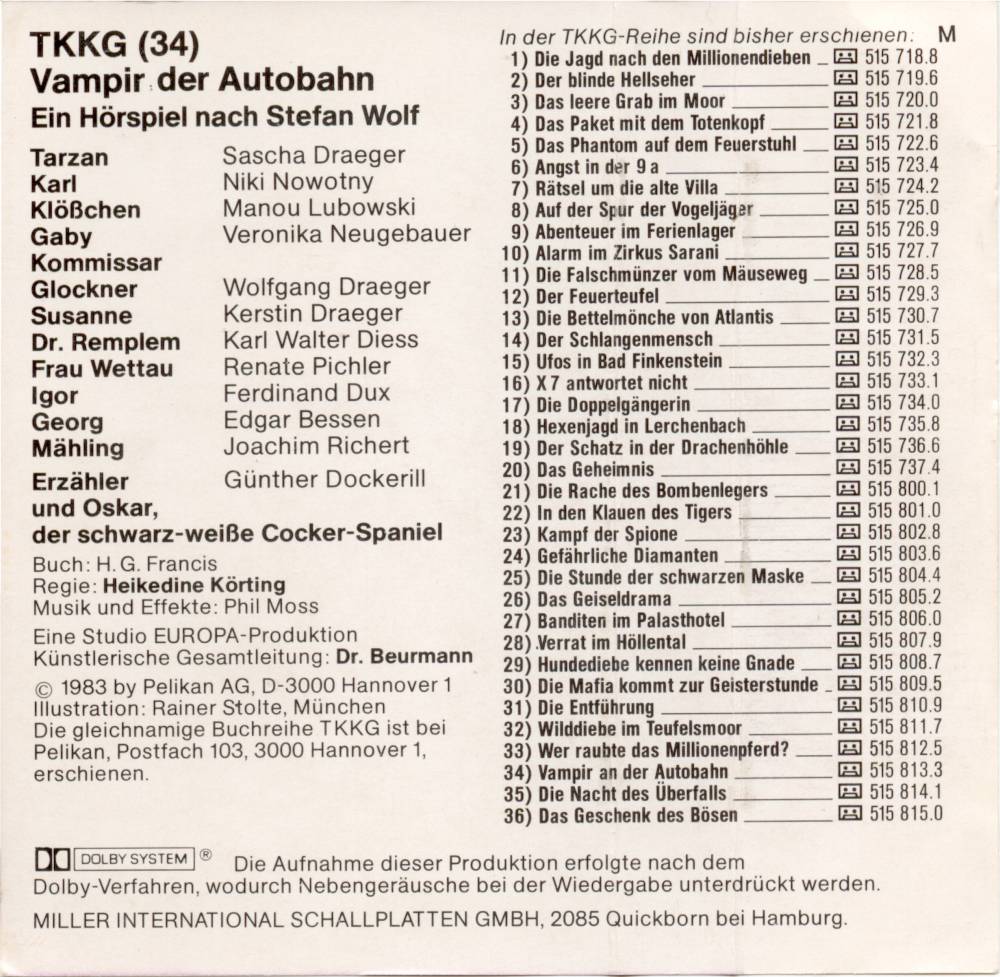 TKKG (34)
Vampir der Autobahn
Ein Hörspiel nach Stefan Wolf
Tarzan Sascha Draeger
Karl Niki Nowotny
Klößchen Manou Lubowski
Gaby Veronika Neugebauer
Kommissar
Glockner Wolfgang Draeger
Susanne Kerstin Draeger
Dr. Remplem Karl Walter Diess
Frau Wettau Renate Pichler
Igor Ferdinand Dux
Georg Edgar Bessen
Mähling Joachim Richert
Erzähler Günther Dockerill
und Oskar,
der schwarz-weiße Cocker-Spaniel
Buch: H. G. Francis
Regie: Heikedine Körting
Musik und Effekte: Phil Moss
Eine Studio EUROPA-Produktion
Künstlerische Gesamtleitung: Dr. Beurmann
© 1983 by Pelikan AG, D-3000 Hannover 1
Illustration: Rainer Stolte, München
Die gleichnamige Buchreihe TKKG ist bei
Pelikan, Postfach 103, 3000 Hannover 1,
erschienen.
In der TKKG-Reihe sind bisher erschienen: M
1) Die Jagd nach den Millionendieben 515 718.8
2) Der blinde Hellseher 515 719.6
3) Das leere Grab im Moor 515 720.0
4) Das Paket mit dem Totenkopf 515 721.8
5) Das Phantom auf dem Feuerstuhl 515 722.6
6) Angst in der 9 a 515 723.4
7) Rätsel um die alte Villa 515 724.2
8) Auf der Spur der Vogeljäger 515 725.0
9) Abenteuer im Ferienlager 515 726.9
10) Alarm im Zirkus Sarani 515 727.7
11) Die Falschmünzer vom Mäuseweg 515 728.5
12) Der Feuerteufel 515 729.3
13) Die Bettelmönche von Atlantis 515 730.7
14) Der Schlangenmensch 515 731.5
15) Ufos in Bad Finkenstein 515 732.3
16) X 7 antwortet nicht 515 733.1
17) Die Doppelgängerin 515 734.0
18) Hexenjagd in Lerchenbach 515 735.8
19) Der Schatz in der Drachenhöhle 515 736.6
20) Das Geheimnis 515 737.4
21) Die Rache des Bombenlegers 515 800.1
22) In den Klauen des Tigers 515 801.0
23) Kampf der Spione 515 802.8
24) Gefährliche Diamanten 515 803.6
25) Die Stunde der schwarzen Maske 515 804.4
26) Das Geiseldrama 515 805.2
27) Banditen im Palasthotel 515 806.0
28) Verrat im Höllental 515 807.9
29) Hundediebe kennen keine Gnade 515 808.7
30) Die Mafia kommt zur Geisterstunde 515 809.5
31) Die Entführung 515 810.9
32) Wilddiebe im Teufelsmoor 515 811.7
33) Wer raubte das Millionenpferd? 515 812.5
34) Vampir an der Autobahn 515 813.3
35) Die Nacht des Überfalls 515 814.1
36) Das Geschenk des Bösen 515 815.0
DOLBY SYSTEM ® Die Aufnahme dieser Produktion erfolgte nach dem
Dolby-Verfahren, wodurch Nebengeräusche bei der Wiedergabe unterdrückt werden.
MILLER INTERNATIONAL SCHALLPLATTEN GMBH, 2085 Quickborn bei Hamburg.